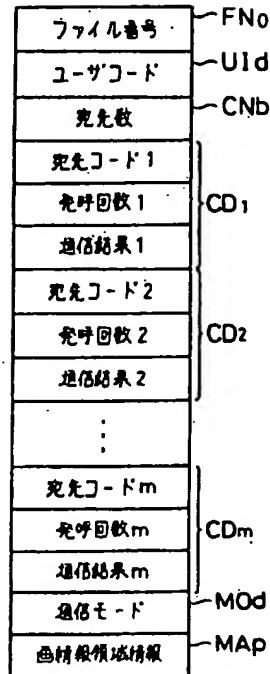 ファイル番号 FNo
ユーザコード UId
宛先数 CNb
宛先コード1
発呼回数1 CD1
通信結果1
宛先コード2
発呼回数2 CD2
通信結果2
⋮
宛先コードm
発呼回数m CDm
通信結果m
通信モード MOd
画情報領域情報 MAp